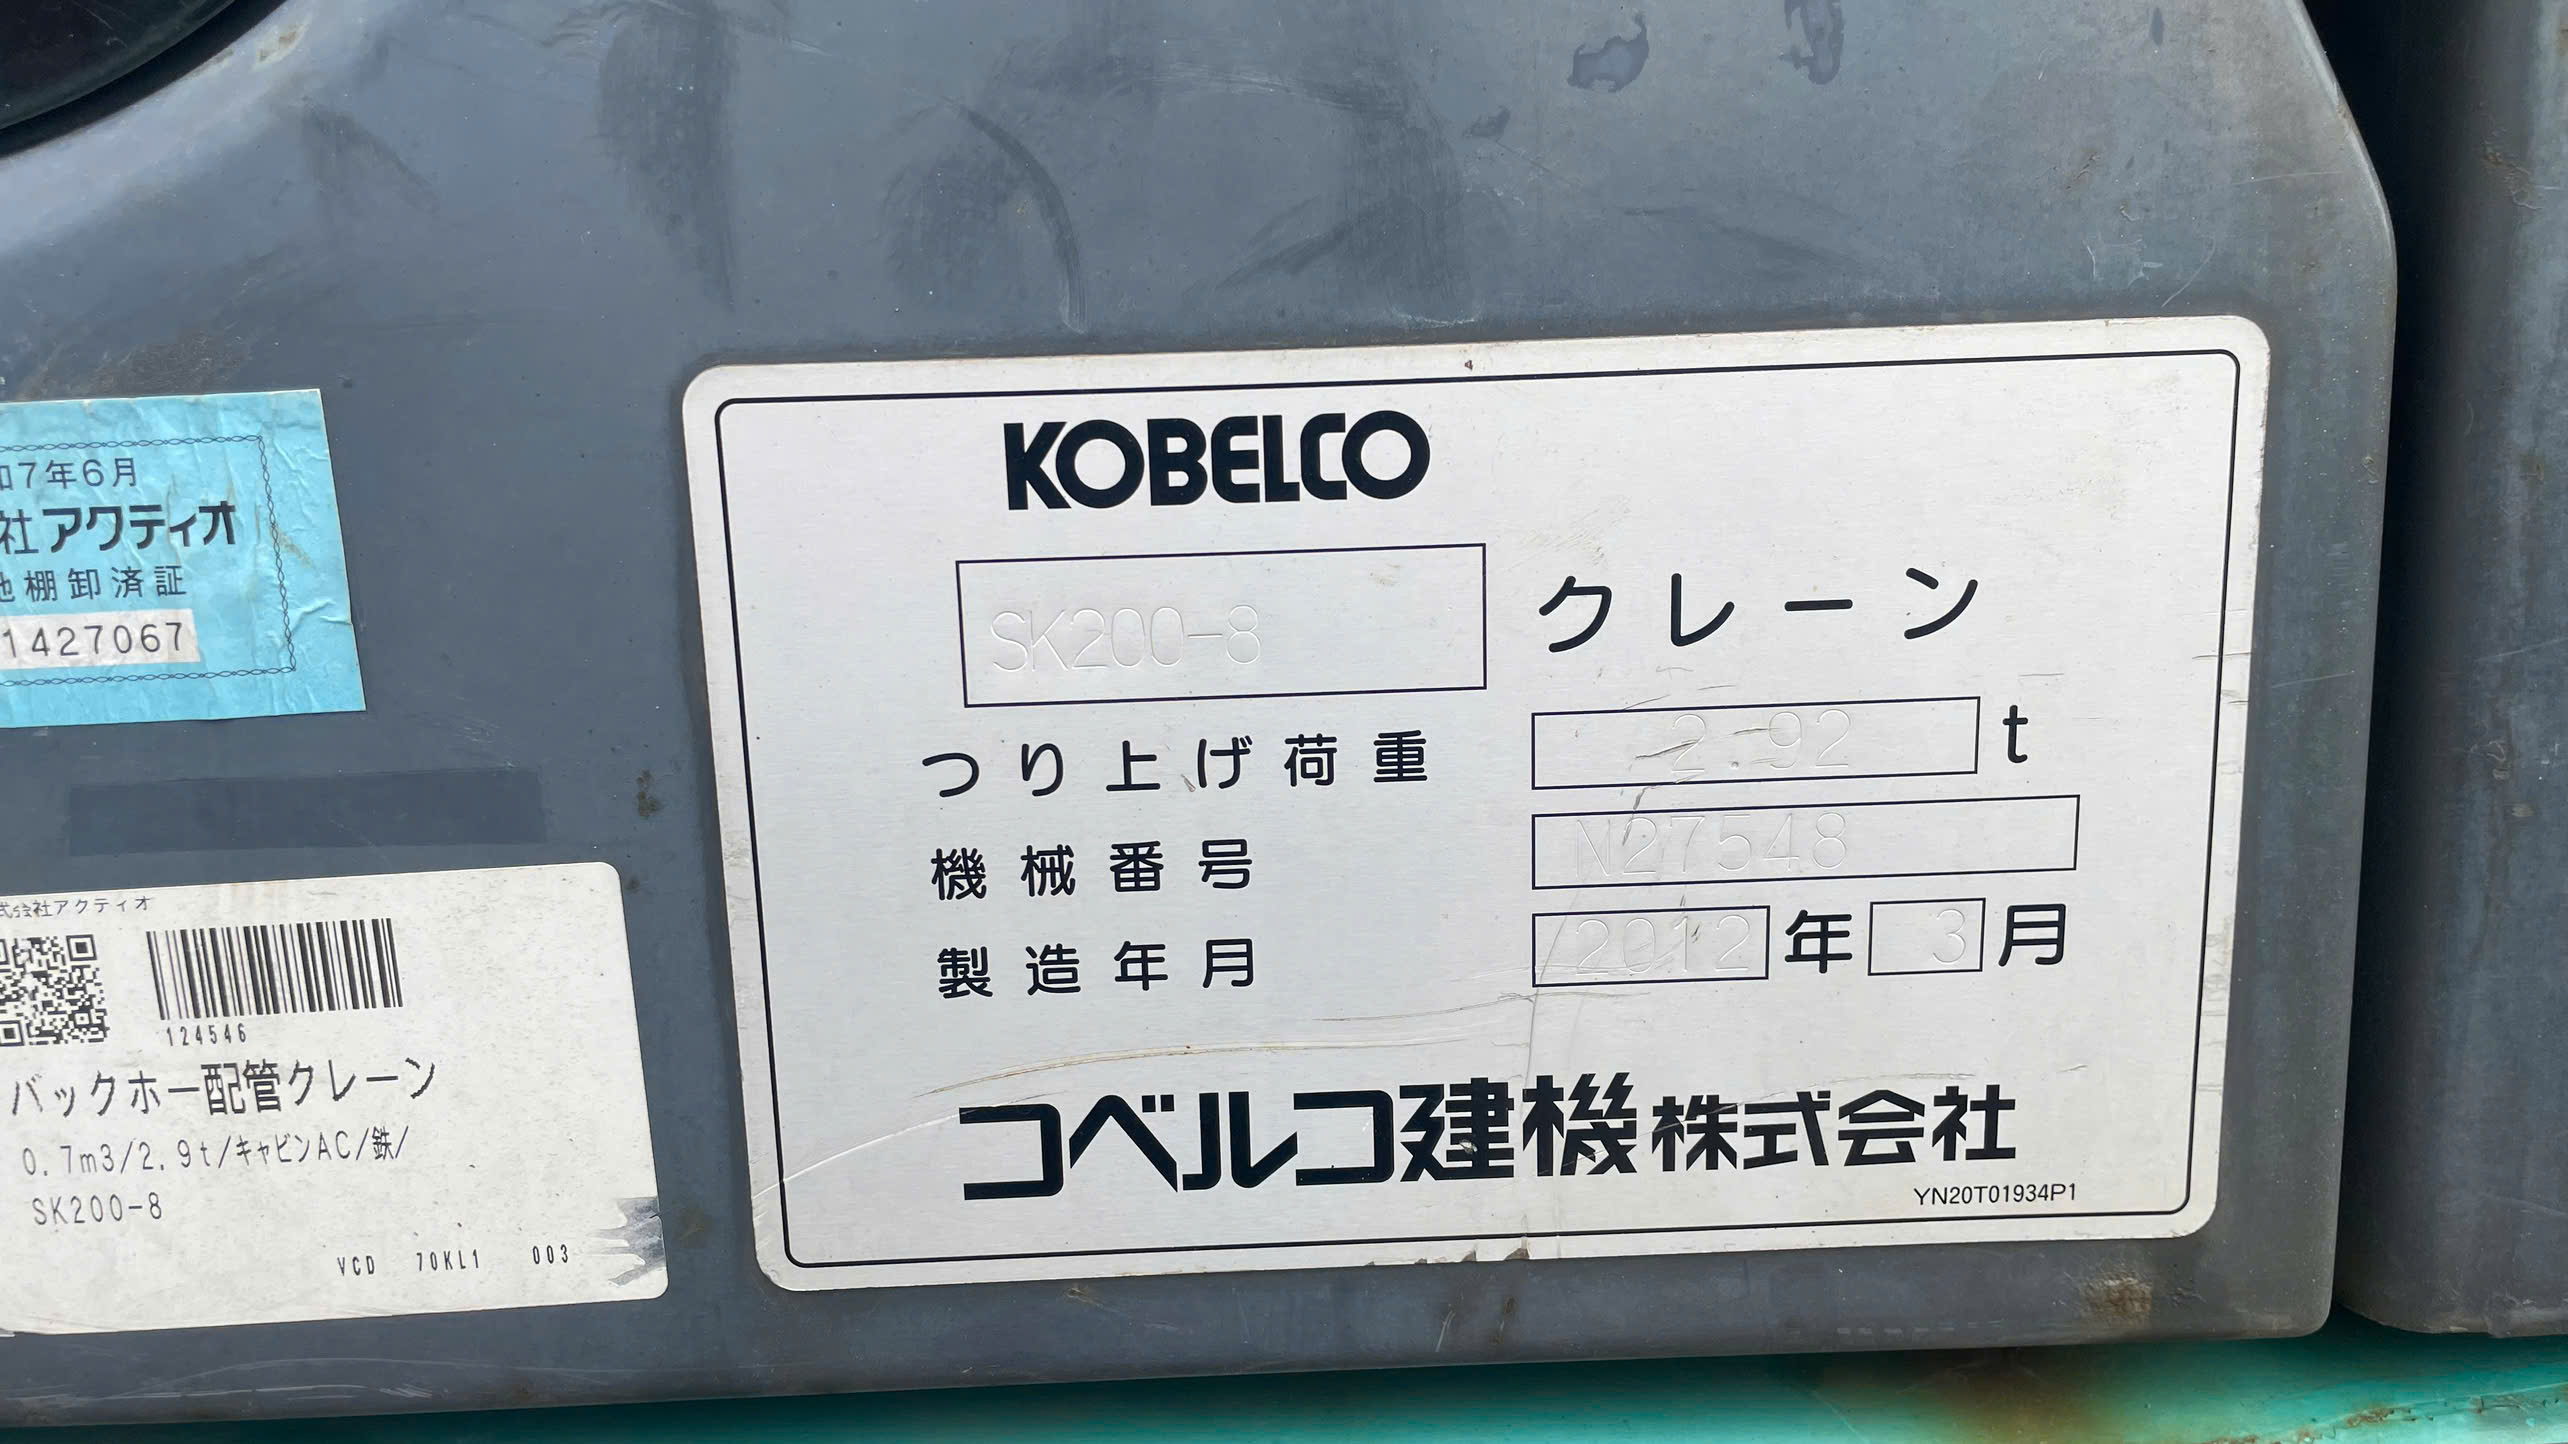 7年6月
社アクティオ
棚卸済証
1427067
式会社アクティオ
124546
バックホー配管クレーン
0.7m3/2.9t/キャビンAC/鉄/
SK200-8
VCD 70KL1 003
KOBELCO
SK200-8 クレーン
つり上げ荷重 2.92 t
機械番号 N27548
製造年月 2012 年 3 月
コベルコ建機株式会社
YN20T01934P1